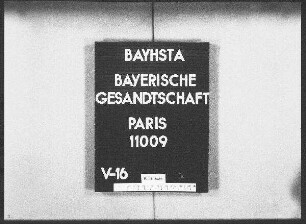 BAYHSTA
BAYERISCHE
GESANDTSCHAFT
PARIS
11009
V-16